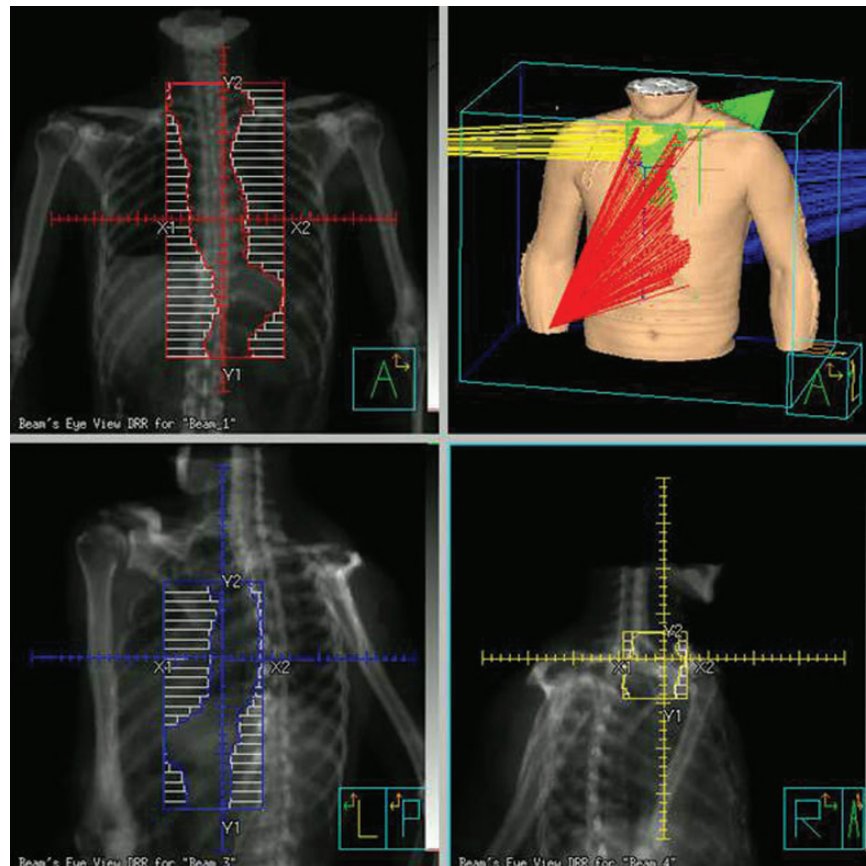 Y2
X1 X2
Y1
A
Beam's Eye View DRR for "Beam_1"
A L
Y2
X1 X2
Y1
L P
Beam's Eye View DRR for "Beam_3"
Y2
X1 X2
Y1
R A
Beam's Eye View DRR for "Beam_4"